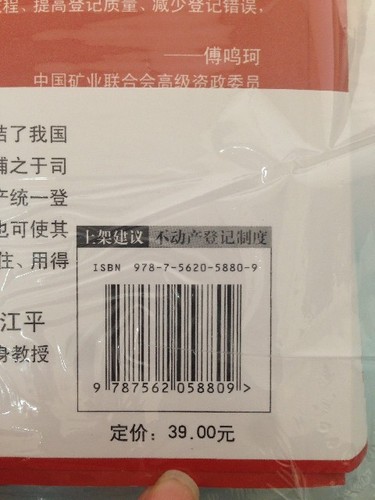 程、提高登记质量、减少登记错误,
——傅鸣珂
中国矿业联合会高级资政委员
结了我国
辅之于司
产统一登
也可使其
住、用得
江平
身教授
上架建议 不动产登记制度
ISBN 978-7-5620-5880-9
9 787562 058809 >
定价：39.00元